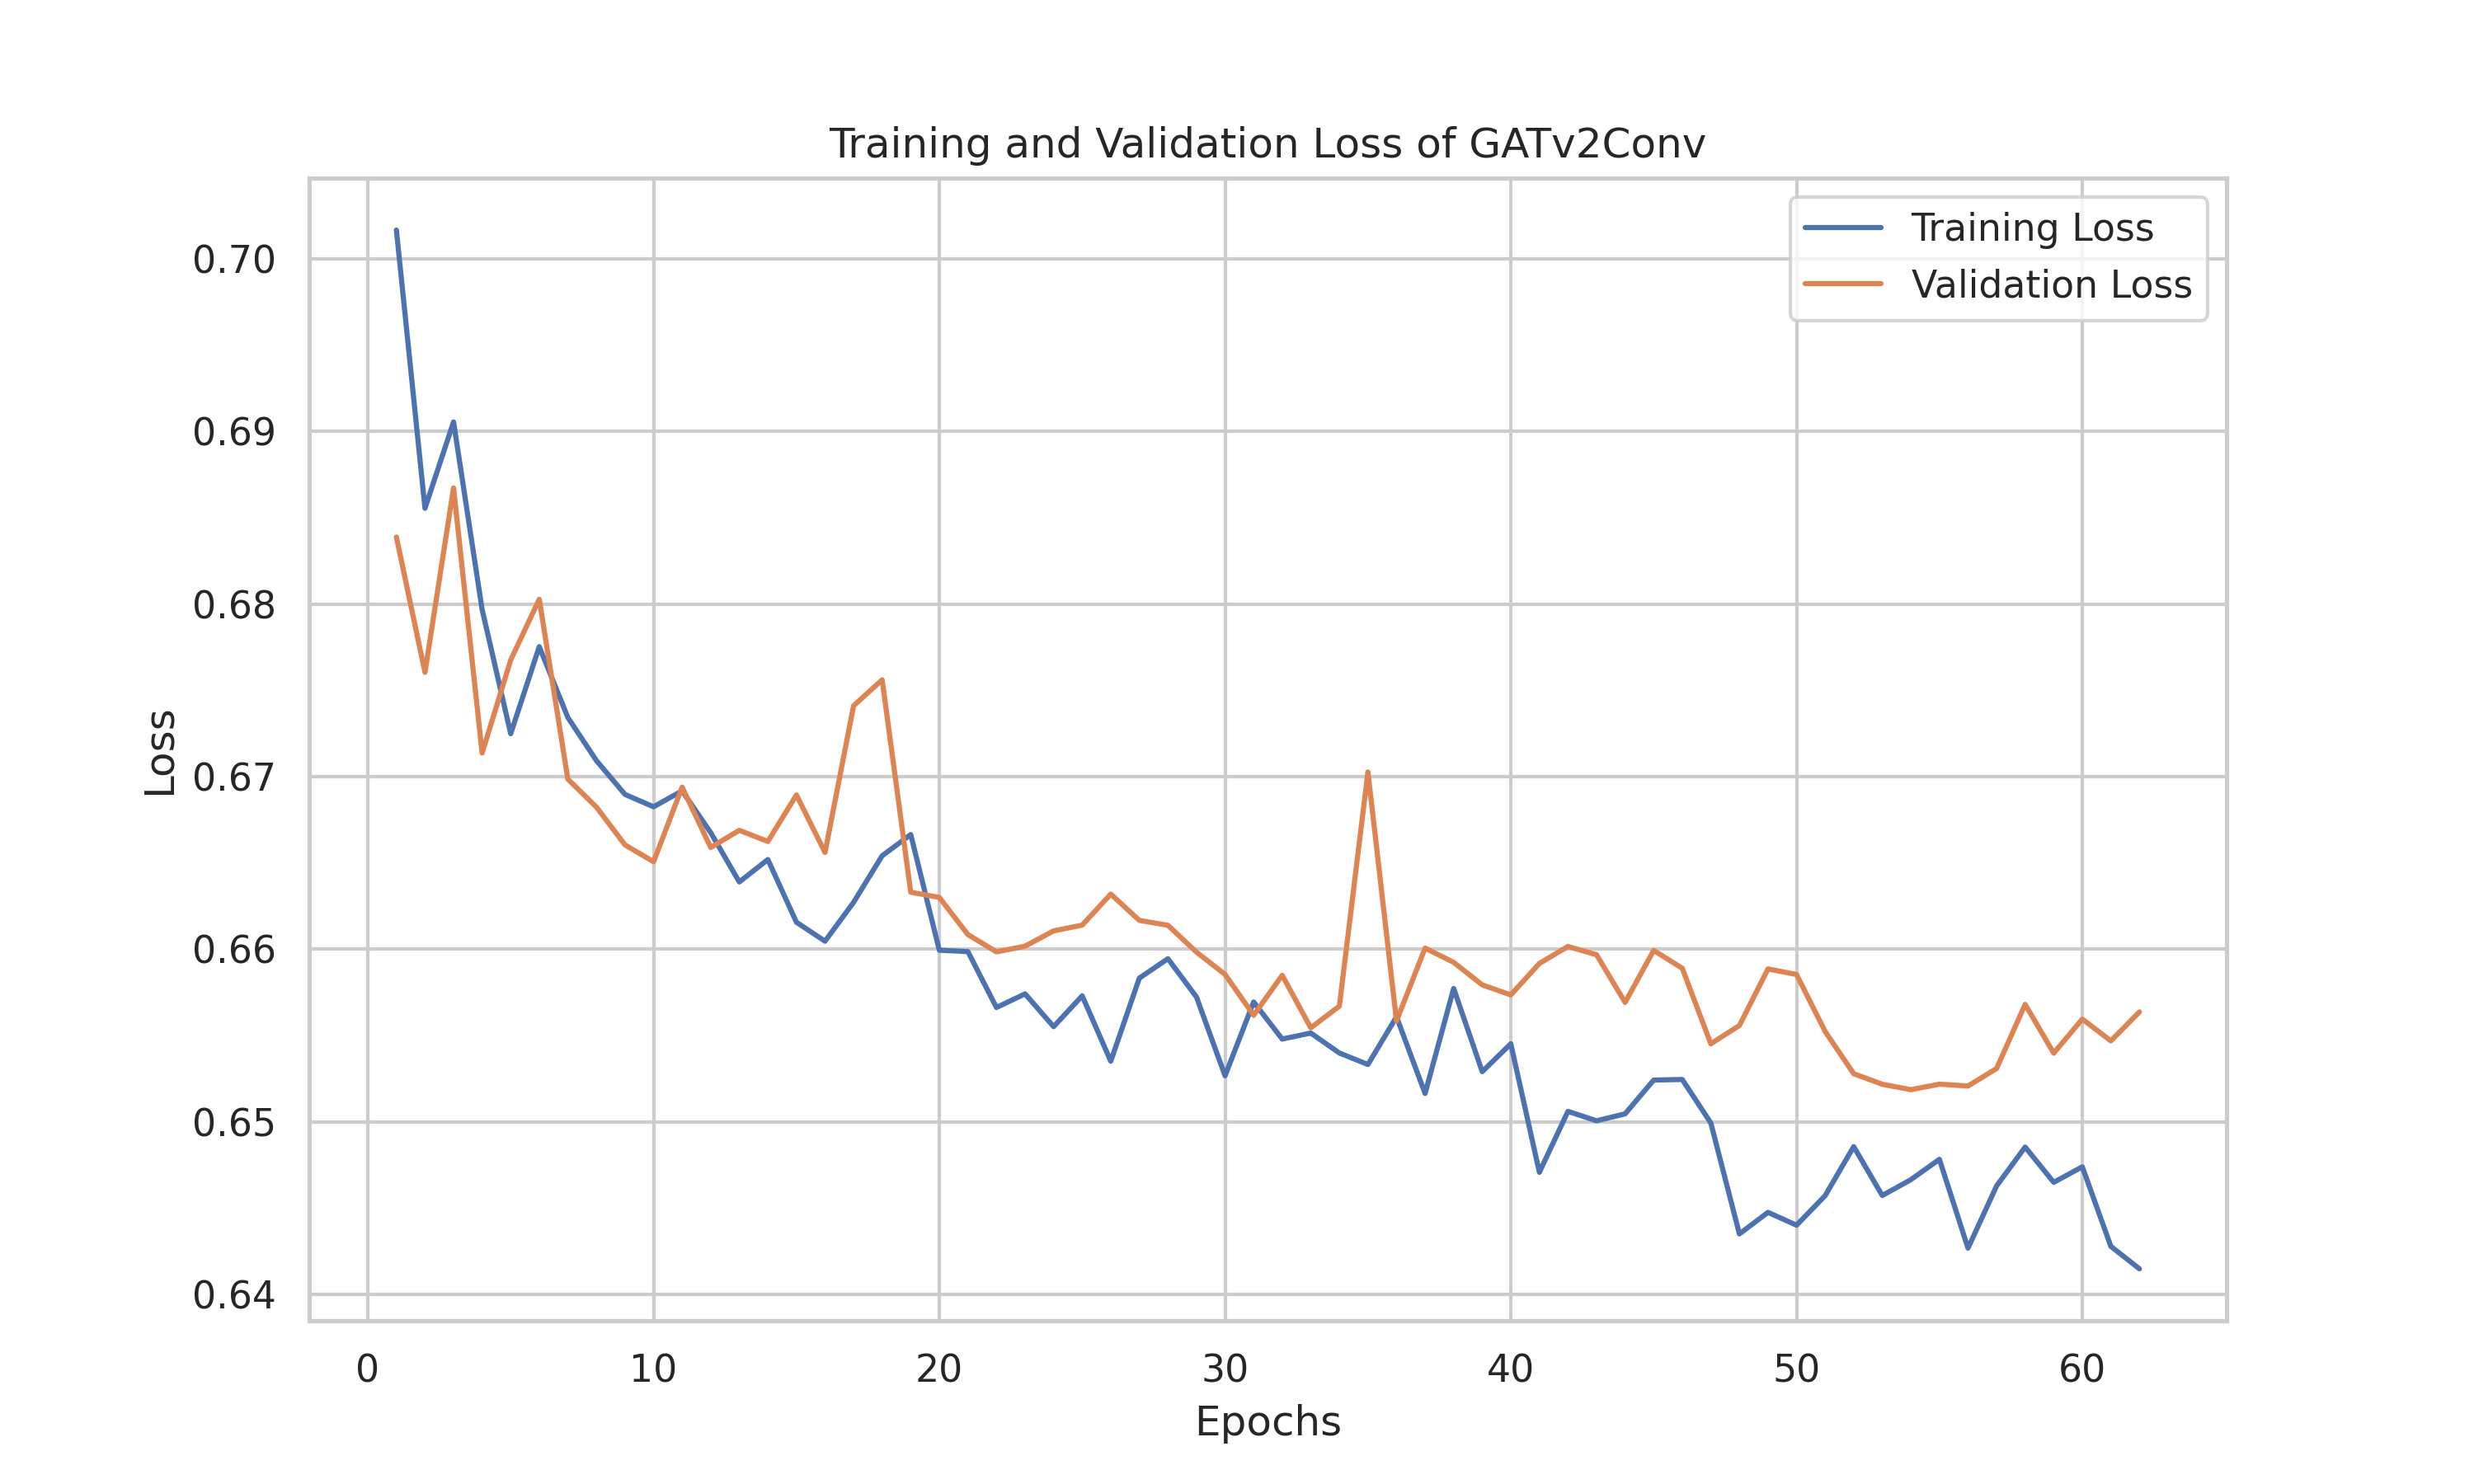 Training and Validation Loss of GATv2Conv
Training Loss
Validation Loss
Loss
0.70
0.69
0.68
0.67
0.66
0.65
0.64
0 10 20 30 40 50 60
Epochs